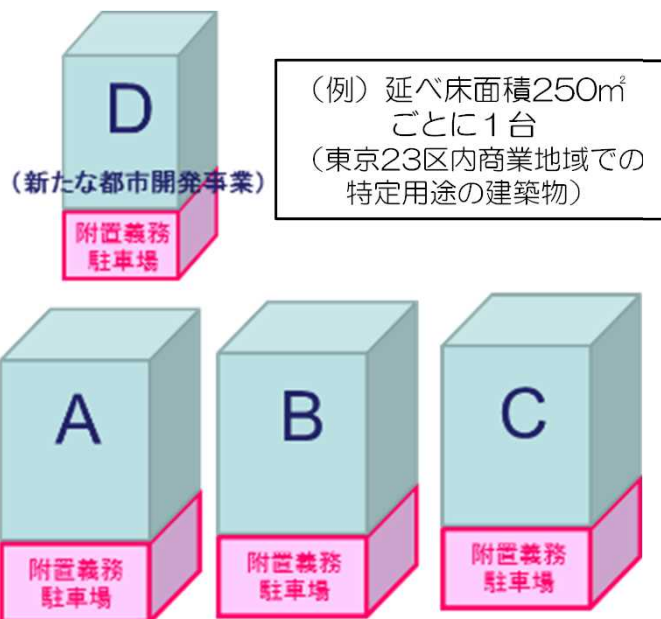 D
(新たな都市開発事業)
附置義務
駐車場
（例）延べ床面積250㎡
ごとに１台
（東京23区内商業地域での
特定用途の建築物）
A
附置義務
駐車場
B
附置義務
駐車場
C
附置義務
駐車場